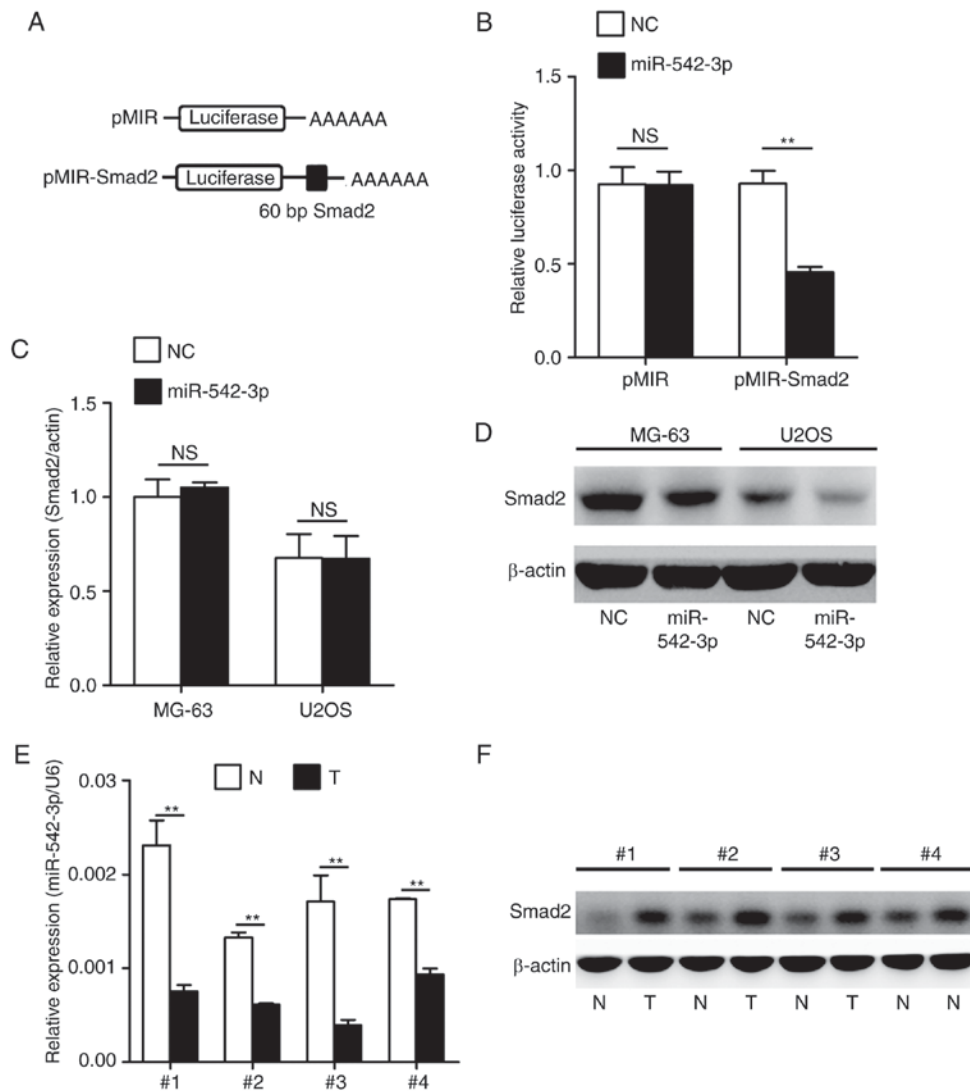 A
pMIR
Luciferase
AAAAAA
pMIR-Smad2
Luciferase
AAAAAA
60 bp Smad2
B
NC
miR-542-3p
Relative luciferase activity
1.5
1.0
0.5
0.0
NS
**
pMIR
pMIR-Smad2
C
NC
miR-542-3p
Relative expression (Smad2/actin)
1.5
1.0
0.5
0.0
NS
NS
MG-63
U2OS
D
MG-63
U2OS
Smad2
β-actin
NC
miR-
542-3p
NC
miR-
542-3p
E
N
T
Relative expression (miR-542-3p/U6)
0.03
0.002
0.001
0.00
**
**
**
**
#1
#2
#3
#4
F
#1
#2
#3
#4
Smad2
β-actin
N
T
N
T
N
T
N
N